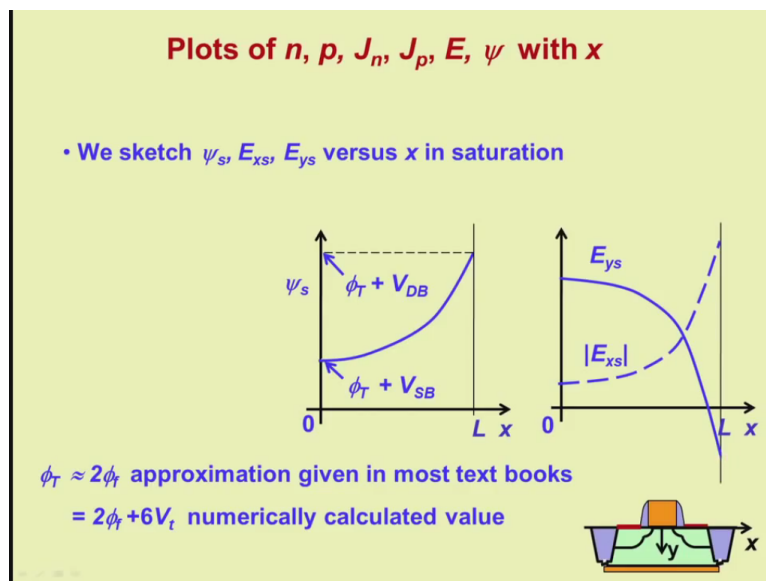 Plots of n, p, Jn, Jp, E, ψ with x
• We sketch ψs, Exs, Eys versus x in saturation
ψs
ϕT + VDB
ϕT + VSB
0
L x
Eys
|Exs|
0
L x
ϕT ≈ 2ϕf approximation given in most text books
= 2ϕf +6Vt numerically calculated value
y
x